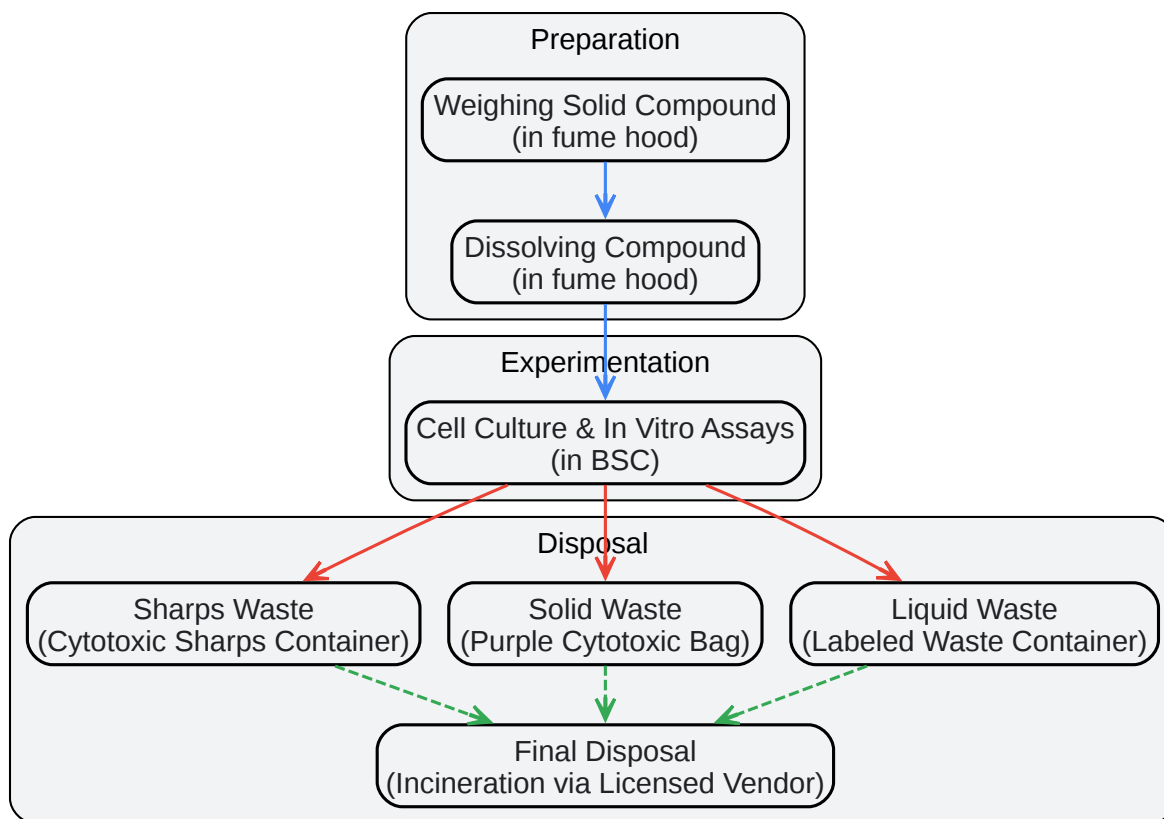 Preparation
Weighing Solid Compound
(in fume hood)
Dissolving Compound
(in fume hood)
Experimentation
Cell Culture & In Vitro Assays
(in BSC)
Disposal
Sharps Waste
(Cytotoxic Sharps Container)
Solid Waste
(Purple Cytotoxic Bag)
Liquid Waste
(Labeled Waste Container)
Final Disposal
(Incineration via Licensed Vendor)